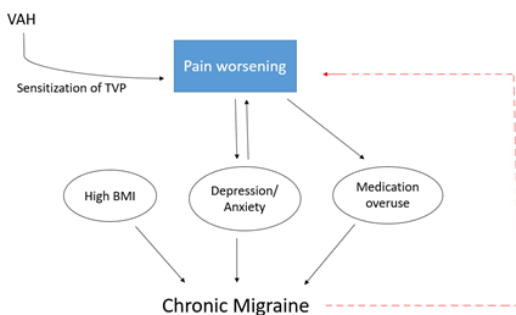 VAH
Pain worsening
Sensitization of TVP
High BMI
Depression/
Anxiety
Medication
overuse
Chronic Migraine